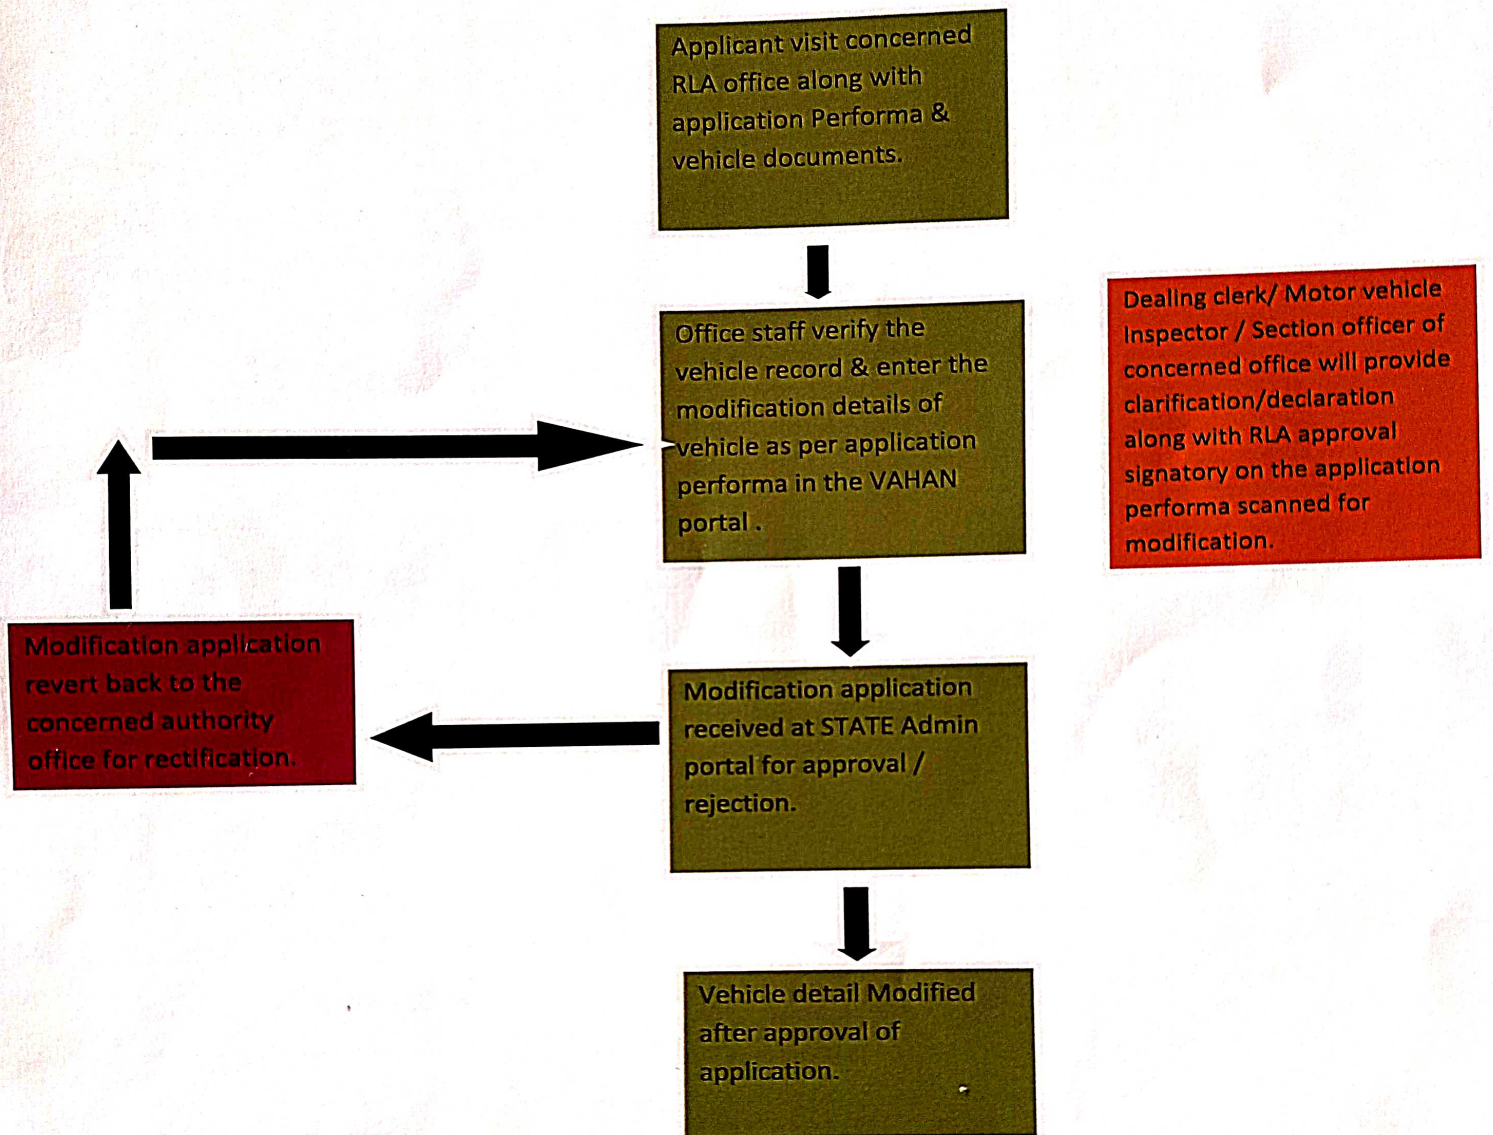 Applicant visit concerned
RLA office along with
application Performa &
vehicle documents.
Office staff verify the
vehicle record & enter the
modification details of
vehicle as per application
performa in the VAHAN
portal .
Dealing clerk/ Motor vehicle
Inspector / Section officer of
concerned office will provide
clarification/declaration
along with RLA approval
signatory on the application
performa scanned for
modification.
Modification application
revert back to the
concerned authority
office for rectification.
Modification application
received at STATE Admin
portal for approval /
rejection.
Vehicle detail Modified
after approval of
application.